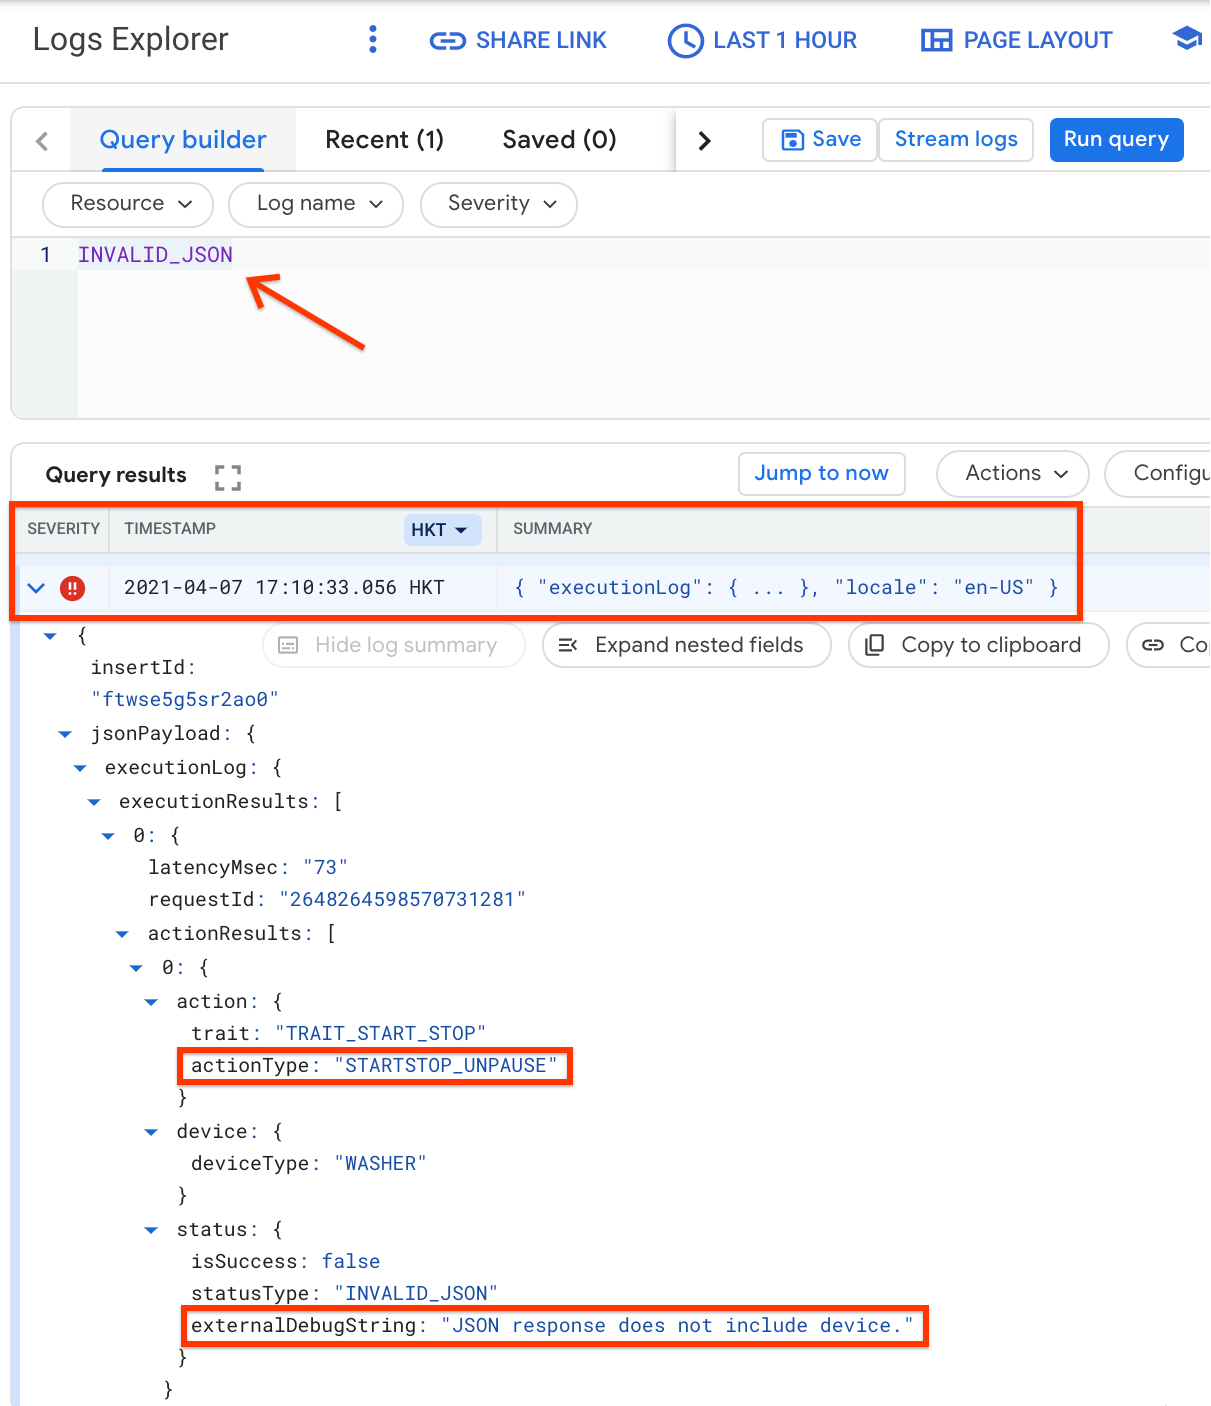 Logs Explorer
SHARE LINK
LAST 1 HOUR
PAGE LAYOUT
Query builder
Recent (1)
Saved (0)
Save
Stream logs
Run query
Resource
Log name
Severity
1 INVALID_JSON
Query results
Jump to now
Actions
Configu
SEVERITY TIMESTAMP HKT SUMMARY
2021-04-07 17:10:33.056 HKT { "executionLog": { ... }, "locale": "en-US" }
{
Hide log summary
Expand nested fields
Copy to clipboard
Cop
insertId:
"ftwse5g5sr2ao0"
jsonPayload: {
executionLog: {
executionResults: [
0: {
latencyMsec: "73"
requestId: "2648264598570731281"
actionResults: [
0: {
action: {
trait: "TRAIT_START_STOP"
actionType: "STARTSTOP_UNPAUSE"
}
device: {
deviceType: "WASHER"
}
status: {
isSuccess: false
statusType: "INVALID_JSON"
externalDebugString: "JSON response does not include device."
}
}